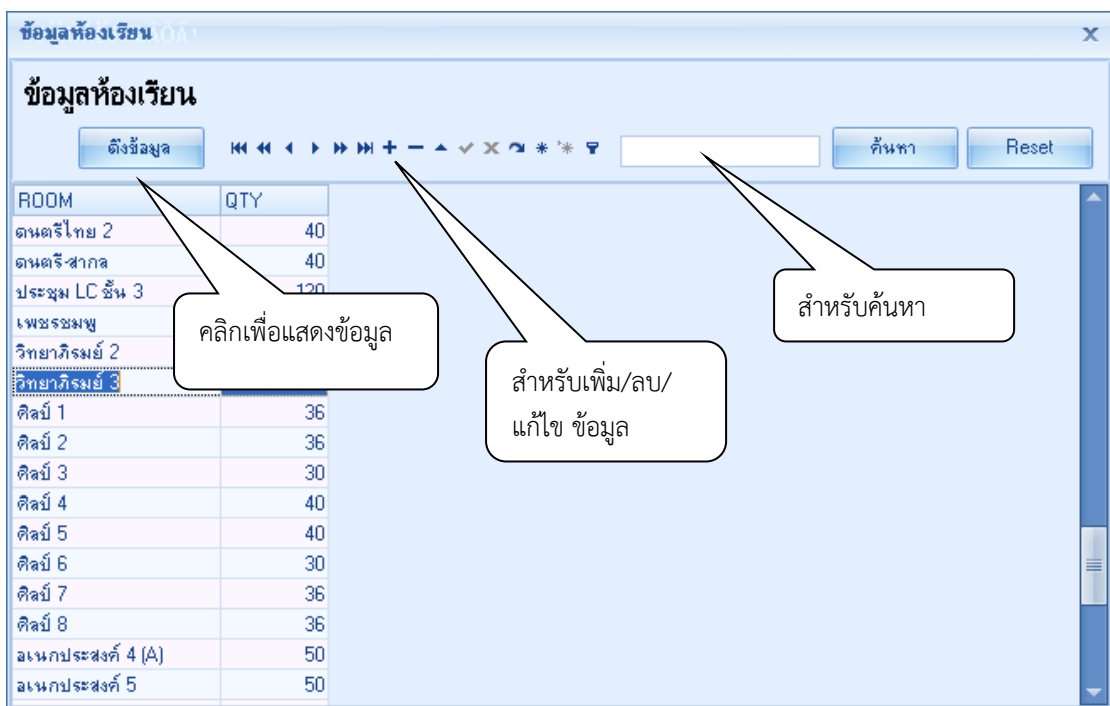 ข้อมูลห้องเรียน
ข้อมูลห้องเรียน
ดึงข้อมูล ค้นหา Reset
ROOM QTY
ดนตรีไทย 2 40
ดนตรี-สากล 40
ประชุม LC ชั้น 3 120
เพชรชมพู
วิทยาภิรมย์ 2
วิทยาภิรมย์ 3
ศิลป์ 1 36
ศิลป์ 2 36
ศิลป์ 3 30
ศิลป์ 4 40
ศิลป์ 5 40
ศิลป์ 6 30
ศิลป์ 7 36
ศิลป์ 8 36
อเนกประสงค์ 4 (A) 50
อเนกประสงค์ 5 50
คลิกเพื่อแสดงข้อมูล
สำหรับเพิ่ม/ลบ/
แก้ไข ข้อมูล
สำหรับค้นหา